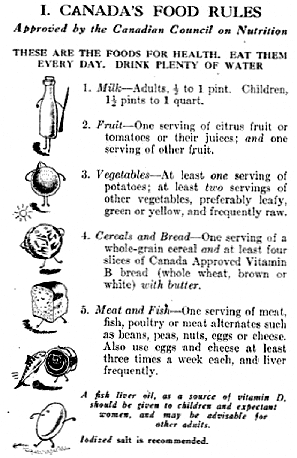 I. CANADA'S FOOD RULES
Approved by the Canadian Council on Nutrition
THESE ARE THE FOODS FOR HEALTH. EAT THEM
EVERY DAY. DRINK PLENTY OF WATER
1. Milk—Adults, ½ to 1 pint. Children,
1½ pints to 1 quart.
2. Fruit—One serving of citrus fruit or
tomatoes or their juices; and one
serving of other fruit.
3. Vegetables—At least one serving of
potatoes; at least two servings of
other vegetables, preferably leafy,
green or yellow, and frequently raw.
4. Cereals and Bread—One serving of a
whole-grain cereal and at least four
slices of Canada Approved Vitamin
B bread (whole wheat, brown or
white) with butter.
5. Meat and Fish—One serving of meat,
fish, poultry or meat alternates such
as beans, peas, nuts, eggs or cheese.
Also use eggs and cheese at least
three times a week each, and liver
frequently.
A fish liver oil, as a source of vitamin D,
should be given to children and expectant
women, and may be advisable for
other adults.
Iodized salt is recommended.